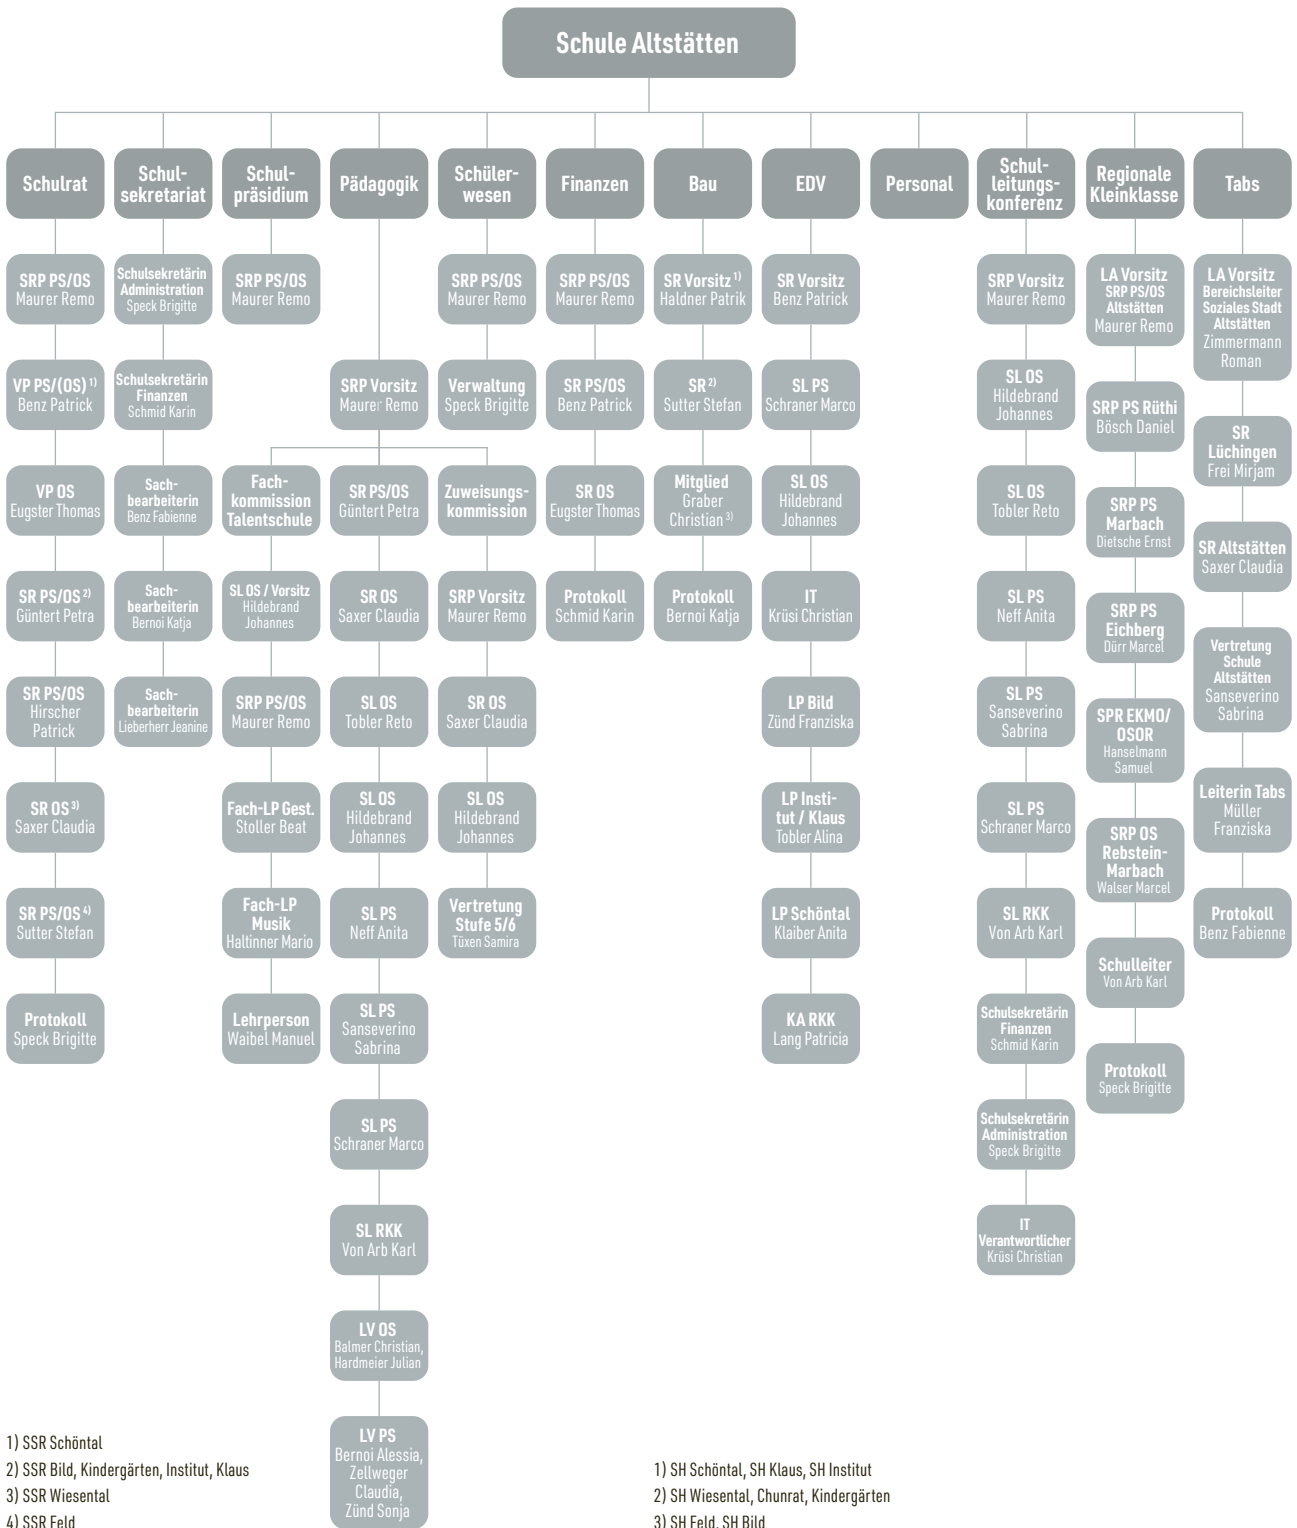 Schule Altstätten
Schulrat
SRP PS/OS
Maurer Remo
VP PS/(OS) 1)
Benz Patrick
VP OS
Eugster Thomas
SR PS/OS 2)
Güntert Petra
SR PS/OS
Hirscher
Patrick
SR OS 3)
Saxer Claudia
SR PS/OS 4)
Sutter Stefan
Protokoll
Speck Brigitte
Schul-
sekretariat
Schulsekretärin
Administration
Speck Brigitte
Schulsekretärin
Finanzen
Schmid Karin
Sach-
bearbeiterin
Benz Fabienne
Sach-
bearbeiterin
Bernoi Katja
Sach-
bearbeiterin
Lieberherr Jeanine
Schul-
präsidium
SRP PS/OS
Maurer Remo
Pädagogik
SRP Vorsitz
Maurer Remo
Fach-
kommission
Talentschule
SL OS / Vorsitz
Hildebrand
Johannes
SRP PS/OS
Maurer Remo
Fach-LP Gest.
Stoller Beat
Fach-LP
Musik
Haltinner Mario
Lehrperson
Waibel Manuel
SR PS/OS
Güntert Petra
SR OS
Saxer Claudia
SL OS
Tobler Reto
SL OS
Hildebrand
Johannes
SL PS
Neff Anita
SL PS
Sanseverino
Sabrina
SL PS
Schraner Marco
SL RKK
Von Arb Karl
LV OS
Balmer Christian,
Hardmeier Julian
LV PS
Bernoi Alessia,
Zellweger
Claudia,
Zünd Sonja
Zuweisungs-
kommission
SRP Vorsitz
Maurer Remo
SR OS
Saxer Claudia
SL OS
Hildebrand
Johannes
Vertretung
Stufe 5/6
Tüxen Samira
Schüler-
wesen
SRP PS/OS
Maurer Remo
Verwaltung
Speck Brigitte
Finanzen
SRP PS/OS
Maurer Remo
SR PS/OS
Benz Patrick
SR OS
Eugster Thomas
Protokoll
Schmid Karin
Bau
SR Vorsitz 1)
Haldner Patrik
SR 2)
Sutter Stefan
Mitglied
Graber
Christian 3)
Protokoll
Bernoi Katja
EDV
SR Vorsitz
Benz Patrick
SL PS
Schraner Marco
SL OS
Hildebrand
Johannes
IT
Krüsi Christian
LP Bild
Zünd Franziska
LP Insti-
tut / Klaus
Tobler Alina
LP Schöntal
Klaiber Anita
KA RKK
Lang Patricia
Personal
Schul-
leitungs-
konferenz
SRP Vorsitz
Maurer Remo
SL OS
Hildebrand
Johannes
SL OS
Tobler Reto
SL PS
Neff Anita
SL PS
Sanseverino
Sabrina
SL PS
Schraner Marco
SL RKK
Von Arb Karl
Schulsekretärin
Finanzen
Schmid Karin
Schulsekretärin
Administration
Speck Brigitte
IT
Verantwortlicher
Krüsi Christian
Regionale
Kleinklasse
LA Vorsitz
SRP PS/OS
Altstätten
Maurer Remo
SRP PS Rüthi
Bösch Daniel
SRP PS
Marbach
Dietsche Ernst
SRP PS
Eichberg
Dürr Marcel
SPR EKMO/
OSOR
Hanselmann
Samuel
SRP OS
Rebstein-
Marbach
Walser Marcel
Schulleiter
Von Arb Karl
Protokoll
Speck Brigitte
Tabs
LA Vorsitz
Bereichsleiter
Soziales Stadt
Altstätten
Zimmermann
Roman
SR
Lüchingen
Frei Mirjam
SR Altstätten
Saxer Claudia
Vertretung
Schule
Altstätten
Sanseverino
Sabrina
Leiterin Tabs
Müller
Franziska
Protokoll
Benz Fabienne
1) SSR Schöntal
2) SSR Bild, Kindergärten, Institut, Klaus
3) SSR Wiesental
4) SSR Feld
1) SH Schöntal, SH Klaus, SH Institut
2) SH Wiesental, Chunrat, Kindergärten
3) SH Feld, SH Bild